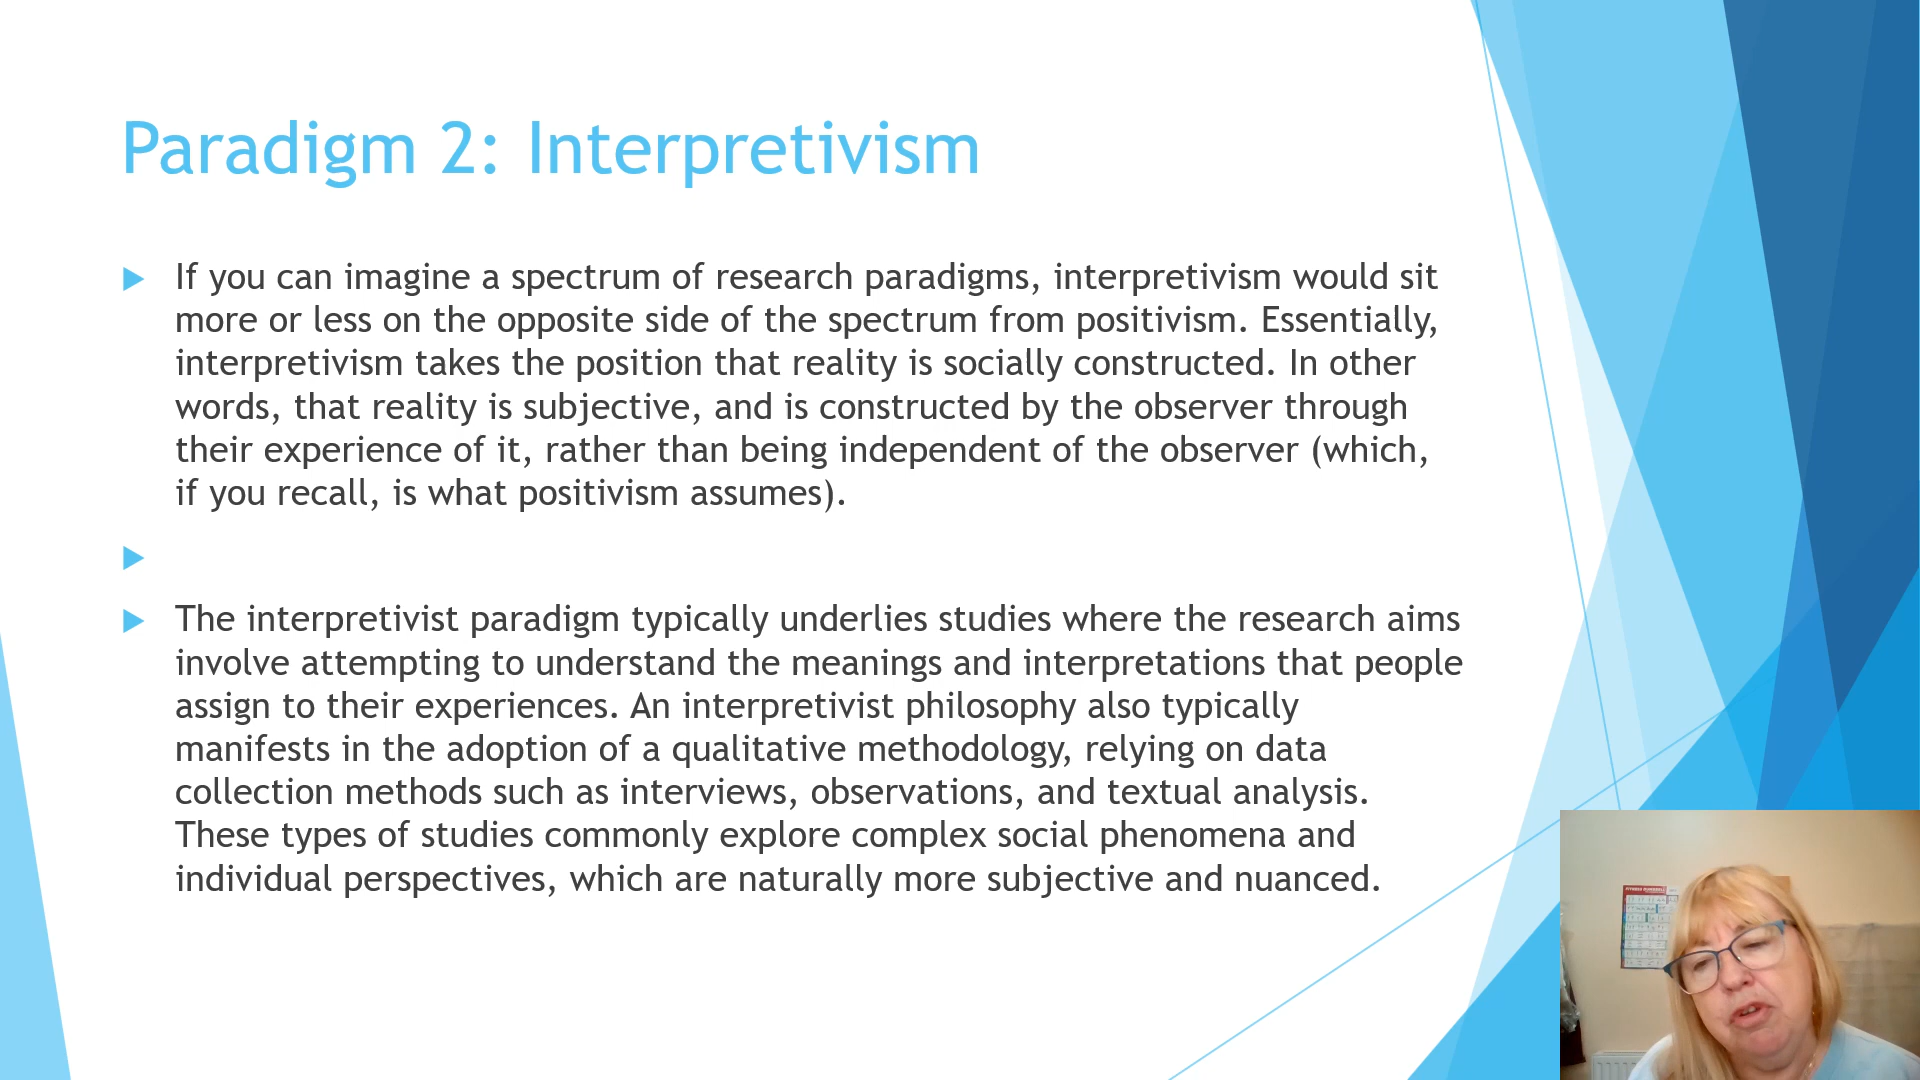 Paradigm 2: Interpretivism
If you can imagine a spectrum of research paradigms, interpretivism would sit
more or less on the opposite side of the spectrum from positivism. Essentially,
interpretivism takes the position that reality is socially constructed. In other
words, that reality is subjective, and is constructed by the observer through
their experience of it, rather than being independent of the observer (which,
if you recall, is what positivism assumes).
The interpretivist paradigm typically underlies studies where the research aims
involve attempting to understand the meanings and interpretations that people
assign to their experiences. An interpretivist philosophy also typically
manifests in the adoption of a qualitative methodology, relying on data
collection methods such as interviews, observations, and textual analysis.
These types of studies commonly explore complex social phenomena and
individual perspectives, which are naturally more subjective and nuanced.